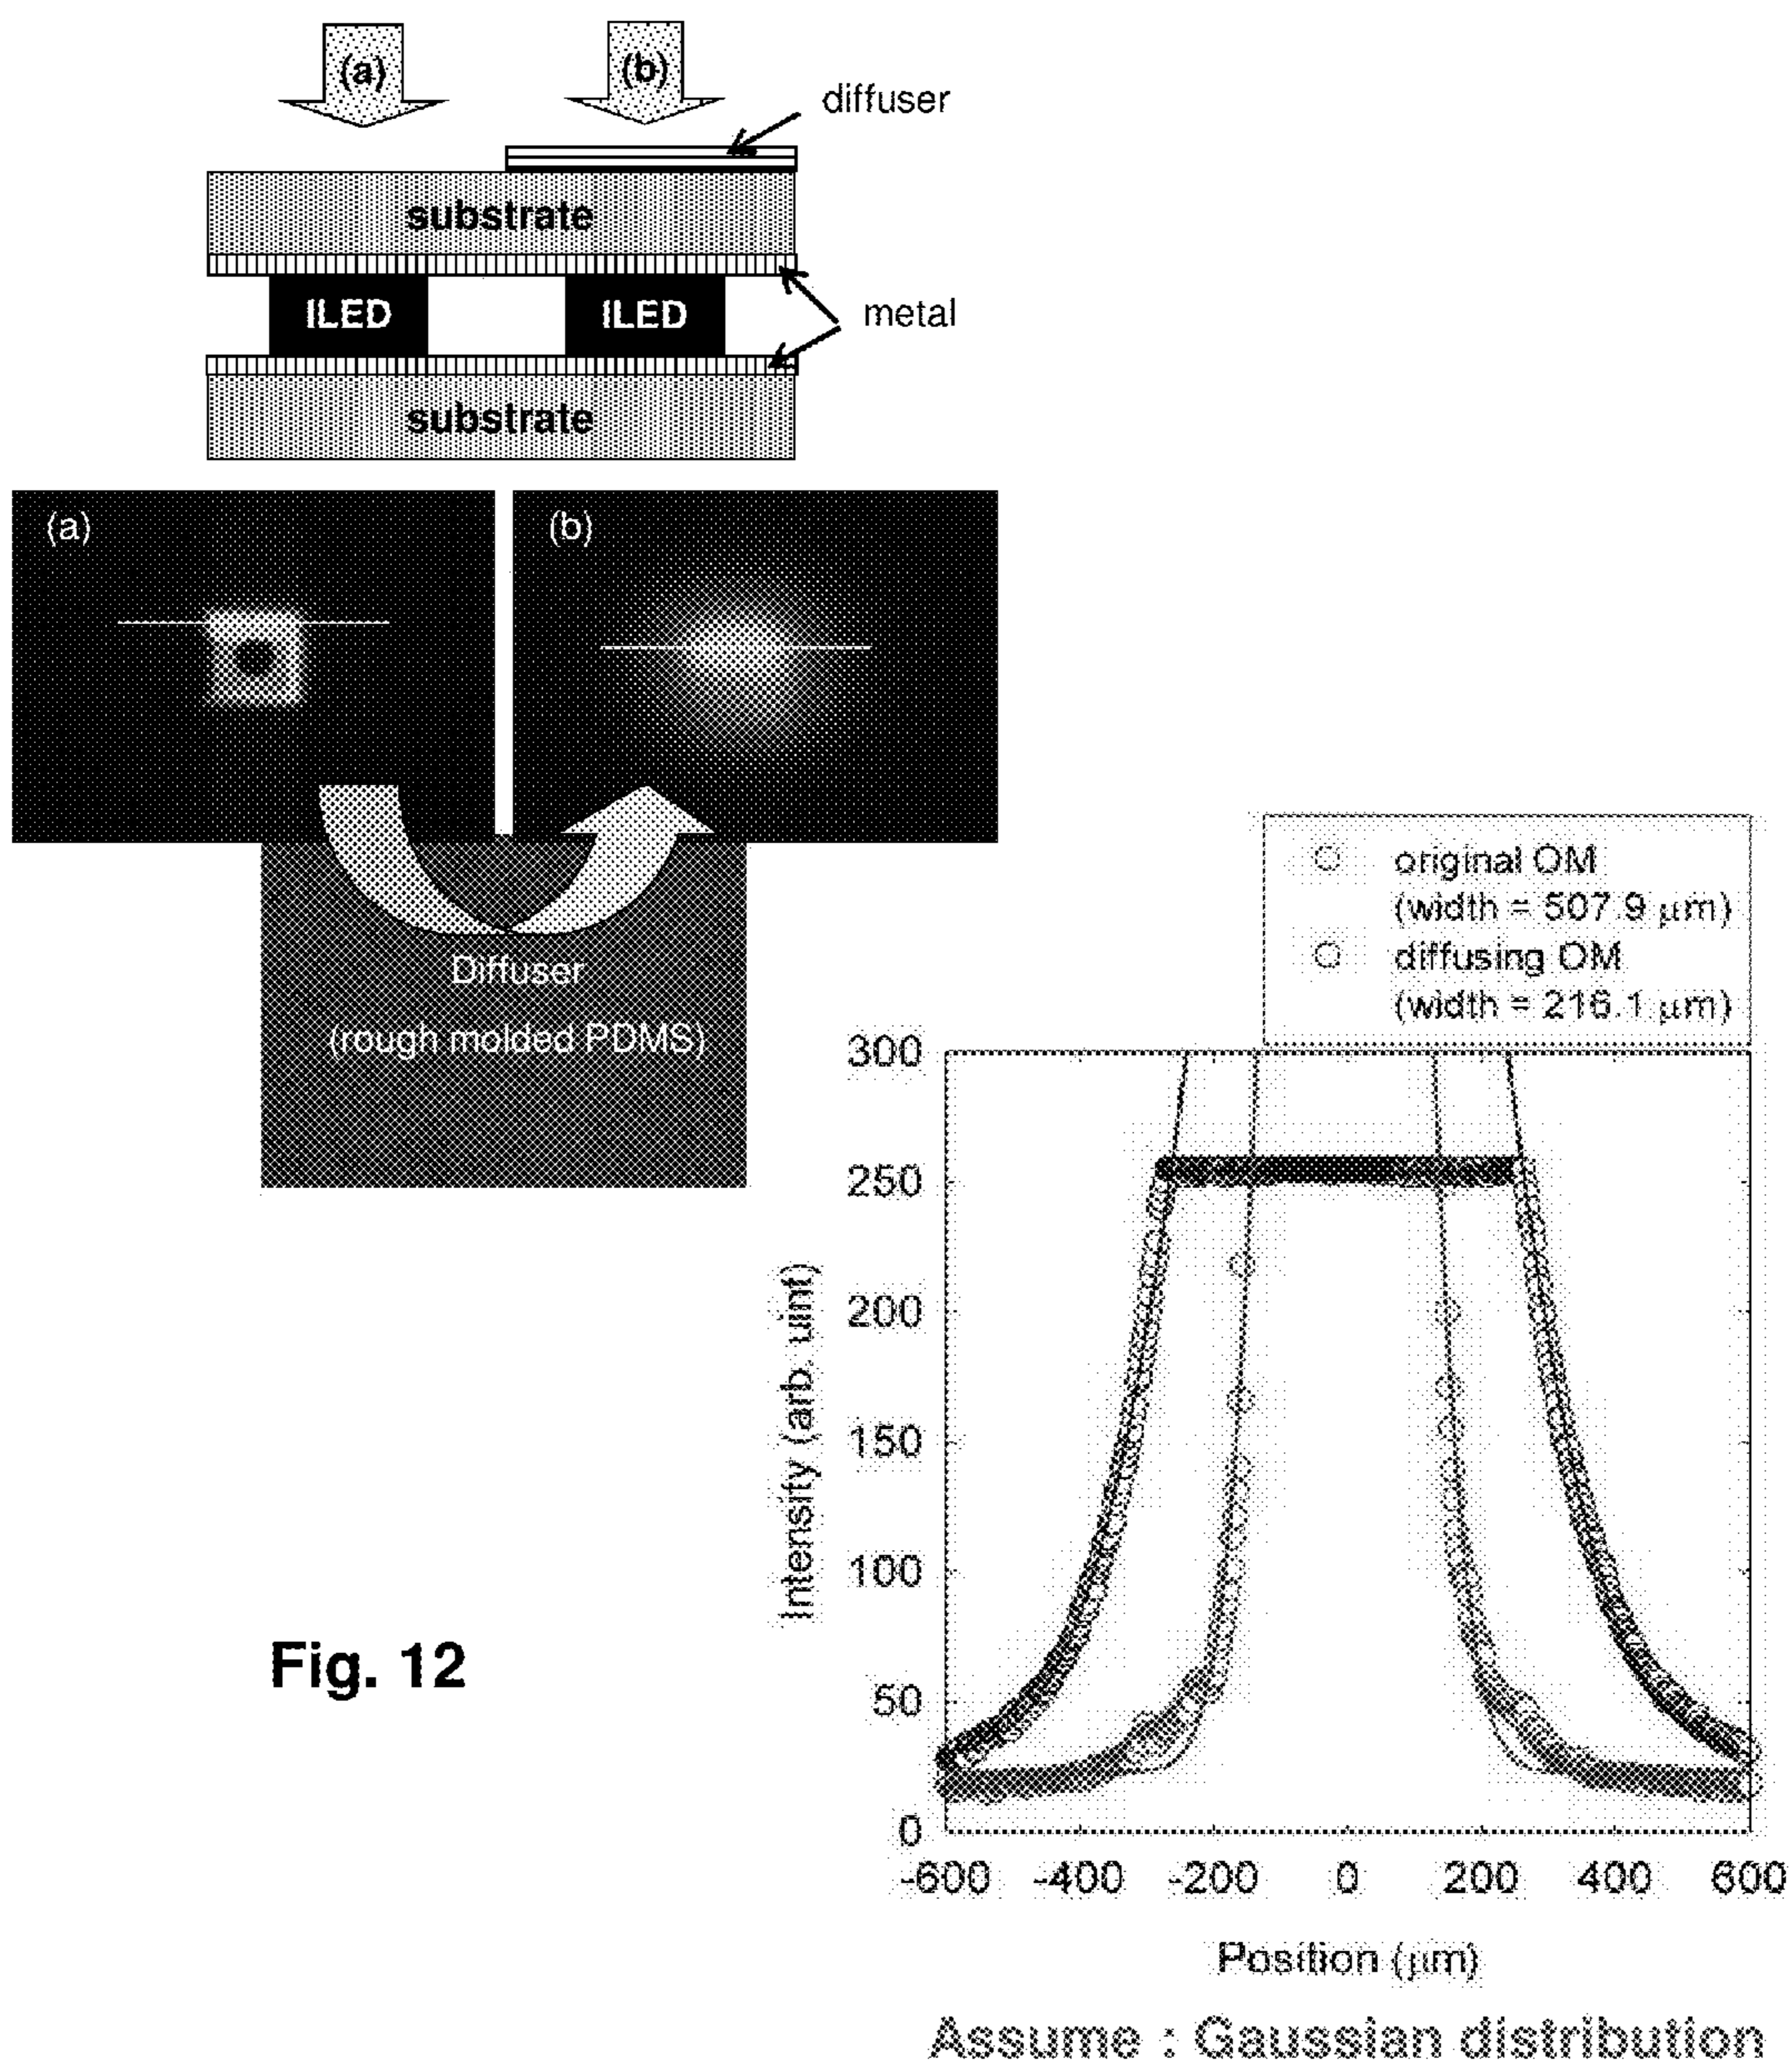 (a)
(b)
diffuser
substrate
ILED
ILED
metal
substrate
(a)
(b)
Diffuser
(rough molded PDMS)
original OM
(width = 507.9 μm)
diffusing OM
(width = 216.1 μm)
300
250
200
150
100
50
0
Intensity (arb. uint)
-600 -400 -200 0 200 400 600
Position (μm)
Assume : Gaussian distribution
Fig. 12